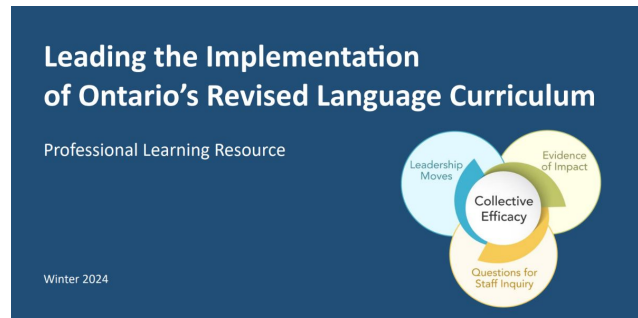 Leading the Implementation
of Ontario's Revised Language Curriculum
Professional Learning Resource
Leadership
Moves
Evidence
of Impact
Collective
Efficacy
Questions for
Staff Inquiry
Winter 2024